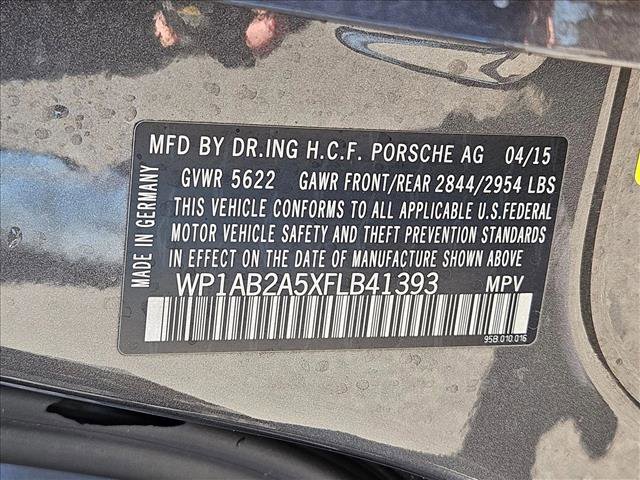 MFD BY DR.ING H.C.F. PORSCHE AG 04/15
GVWR 5622 GAWR FRONT/REAR 2844/2954 LBS
THIS VEHICLE CONFORMS TO ALL APPLICABLE U.S.FEDERAL
MOTOR VEHICLE SAFETY AND THEFT PREVENTION STANDARDS
IN EFFECT ON THE DATE OF MANUFACTURE SHOWN ABOVE
WP1AB2A5XFLB41393 MPV
95B.010.016
MADE IN GERMANY